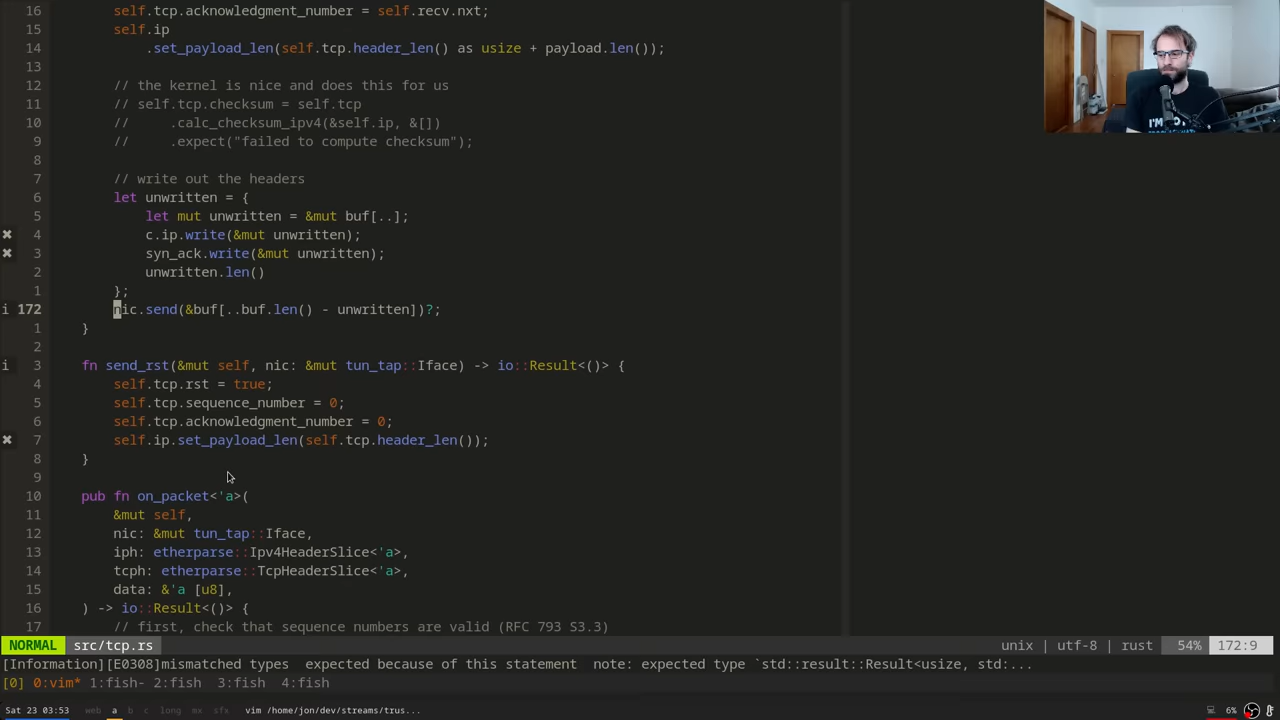 16 self.tcp.acknowledgment_number = self.recv.nxt;
15 self.ip
14 .set_payload_len(self.tcp.header_len() as usize + payload.len());
13
12 // the kernel is nice and does this for us
11 // self.tcp.checksum = self.tcp
10 //     .calc_checksum_ipv4(&self.ip, &[])
9 //     .expect("failed to compute checksum");
8
7 // write out the headers
6 let unwritten = {
5 let mut unwritten = &mut buf[..];
✖ 4 c.ip.write(&mut unwritten);
✖ 3 syn_ack.write(&mut unwritten);
2 unwritten.len()
1 };
i 172 nic.send(&buf[..buf.len() - unwritten])?;
1 }
2
i 3 fn send_rst(&mut self, nic: &mut tun_tap::Iface) -> io::Result<()> {
4 self.tcp.rst = true;
5 self.tcp.sequence_number = 0;
6 self.tcp.acknowledgment_number = 0;
✖ 7 self.ip.set_payload_len(self.tcp.header_len());
8 }
9
10 pub fn on_packet<'a>(
11 &mut self,
12 nic: &mut tun_tap::Iface,
13 iph: etherparse::Ipv4HeaderSlice<'a>,
14 tcph: etherparse::TcpHeaderSlice<'a>,
15 data: &'a [u8],
16 ) -> io::Result<()> {
17 // first, check that sequence numbers are valid (RFC 793 S3.3)
NORMAL src/tcp.rs unix | utf-8 | rust 54% 172:9
[Information][E0308]mismatched types  expected because of this statement  note: expected type `std::result::Result<usize, std:...
[0] 0:vim* 1:fish- 2:fish  3:fish  4:fish
Sat 23 03:53 web a b c long mx sfx vim /home/jon/dev/streams/trus... 6%
I'M